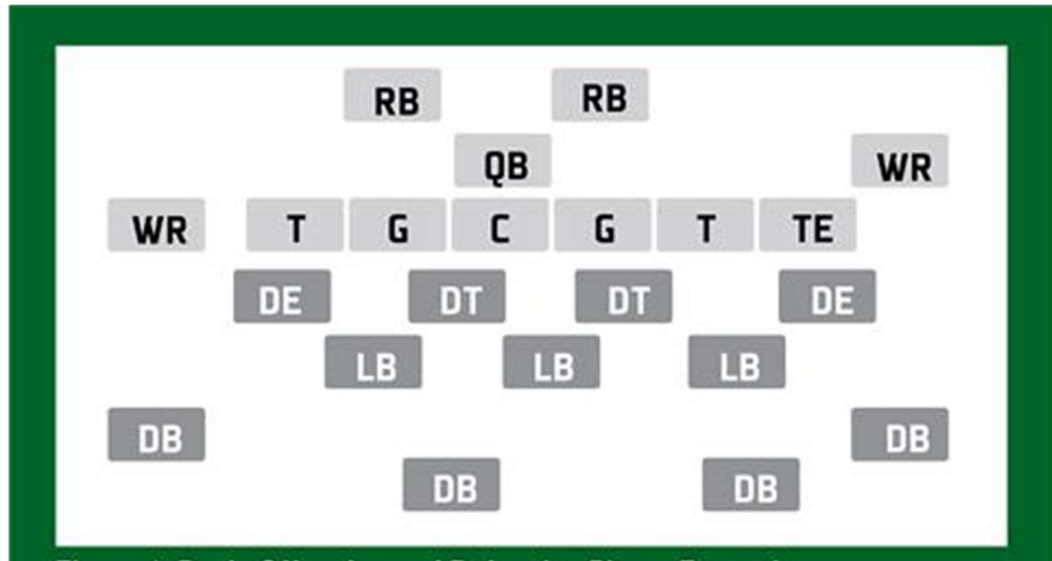 RB RB
QB WR
WR T G C G T TE
DE DT DT DE
LB LB LB
DB DB
DB DB